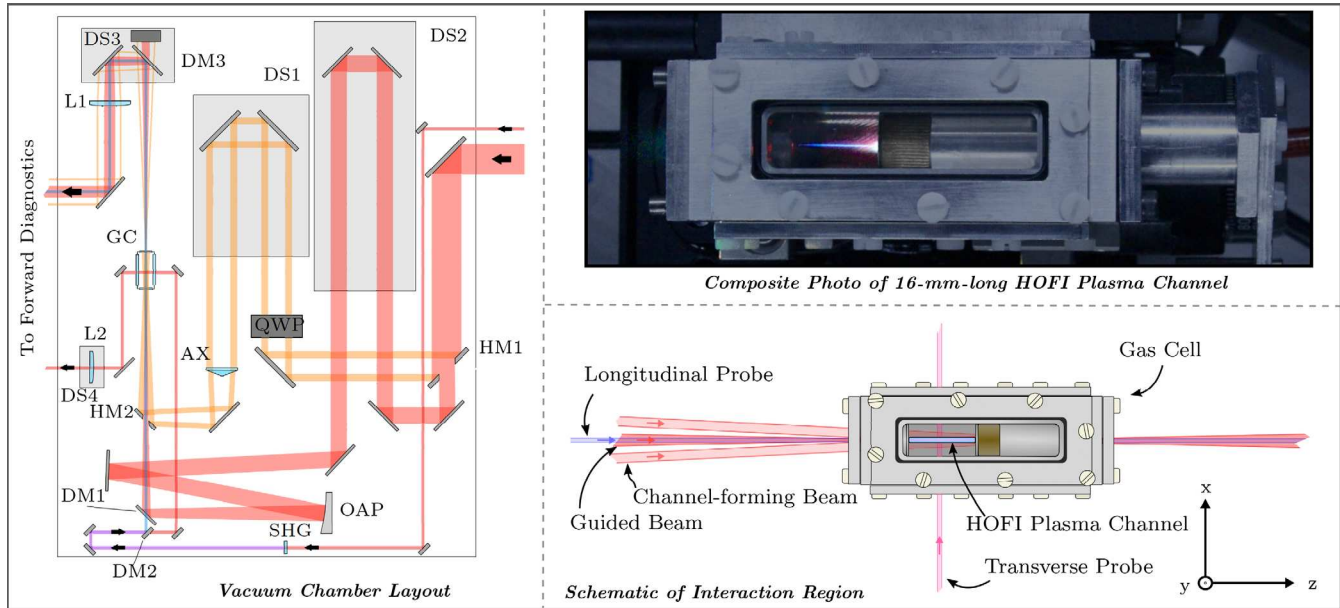 DS3
DM3
L1
DS2
DS1
To Forward Diagnostics
GC
QWP
HM1
L2
AX
DS4
HM2
DM1
OAP
SHG
DM2
Vacuum Chamber Layout
Composite Photo of 16-mm-long HOFI Plasma Channel
Longitudinal Probe
Gas Cell
Channel-forming Beam
Guided Beam
HOFI Plasma Channel
Transverse Probe
x
y
z
Schematic of Interaction Region